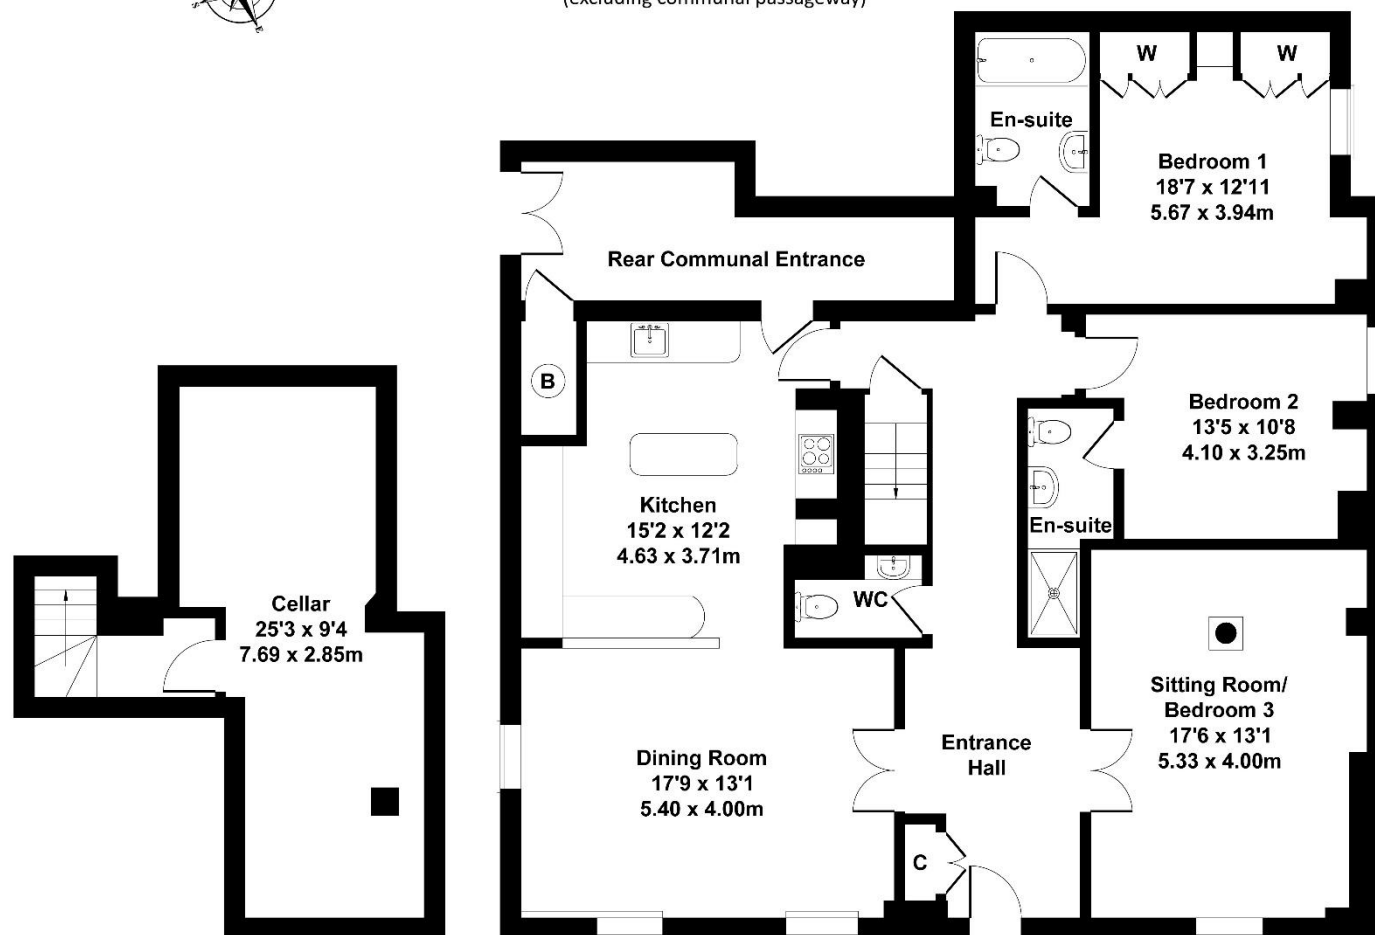 S
E
(excluding communal passageway)
W
W
En-suite
Bedroom 1
18'7 x 12'11
5.67 x 3.94m
Rear Communal Entrance
B
Bedroom 2
13'5 x 10'8
4.10 x 3.25m
Kitchen
15'2 x 12'2
4.63 x 3.71m
En-suite
WC
Cellar
25'3 x 9'4
7.69 x 2.85m
Sitting Room/
Bedroom 3
17'6 x 13'1
5.33 x 4.00m
Entrance
Hall
Dining Room
17'9 x 13'1
5.40 x 4.00m
C